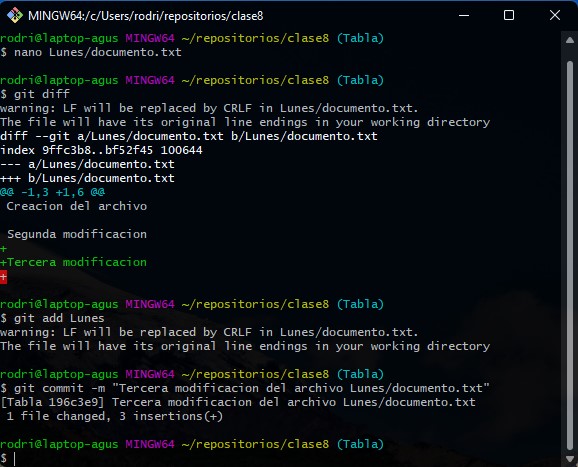 MINGW64:/c/Users/rodri/repositorios/clase8
rodri@laptop-agus MINGW64 ~/repositorios/clase8 (Tabla)
$ nano Lunes/documento.txt
rodri@laptop-agus MINGW64 ~/repositorios/clase8 (Tabla)
$ git diff
warning: LF will be replaced by CRLF in Lunes/documento.txt.
The file will have its original line endings in your working directory
diff --git a/Lunes/documento.txt b/Lunes/documento.txt
index 9ffc3b8..bf52f45 100644
--- a/Lunes/documento.txt
+++ b/Lunes/documento.txt
@@ -1,3 +1,6 @@
Creacion del archivo
Segunda modificacion
+
+Tercera modificacion
+
rodri@laptop-agus MINGW64 ~/repositorios/clase8 (Tabla)
$ git add Lunes
warning: LF will be replaced by CRLF in Lunes/documento.txt.
The file will have its original line endings in your working directory
rodri@laptop-agus MINGW64 ~/repositorios/clase8 (Tabla)
$ git commit -m "Tercera modificacion del archivo Lunes/documento.txt"
[Tabla 196c3e9] Tercera modificacion del archivo Lunes/documento.txt
1 file changed, 3 insertions(+)
rodri@laptop-agus MINGW64 ~/repositorios/clase8 (Tabla)
$